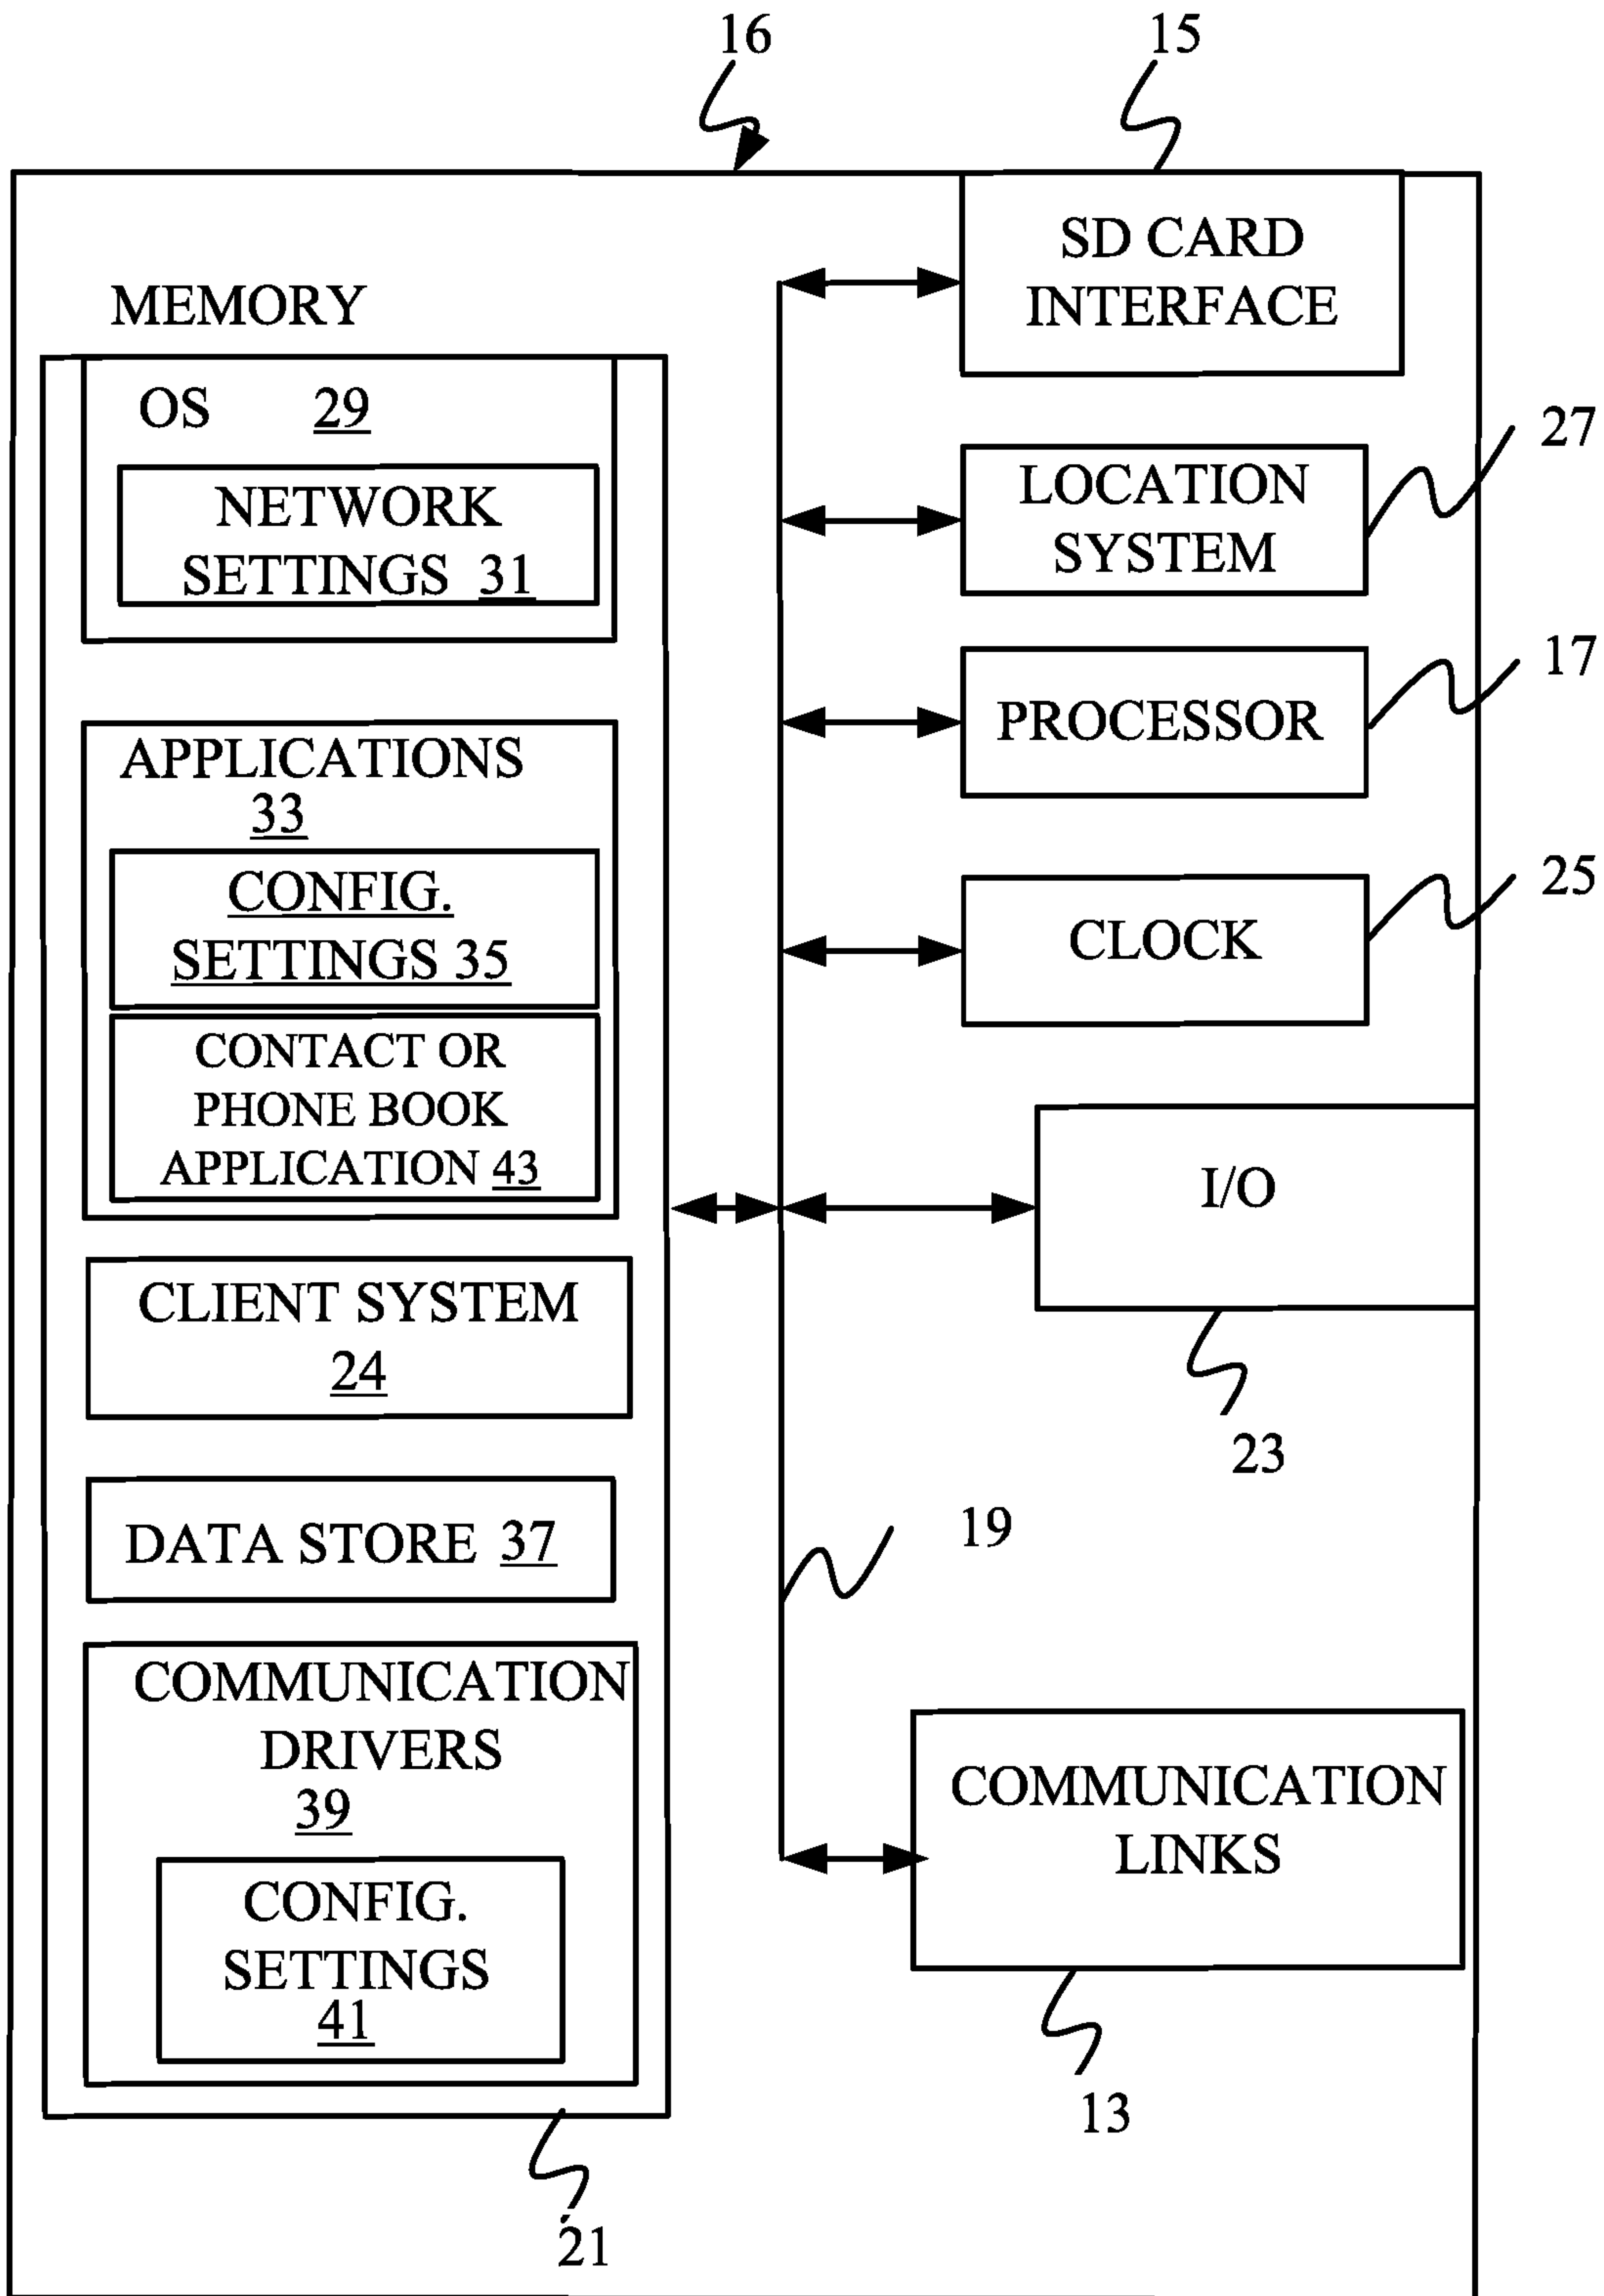 16
15
SD CARD
INTERFACE
MEMORY
OS 29
NETWORK
SETTINGS 31
27
LOCATION
SYSTEM
17
PROCESSOR
APPLICATIONS
33
CONFIG.
SETTINGS 35
25
CLOCK
CONTACT OR
PHONE BOOK
APPLICATION 43
I/O
23
CLIENT SYSTEM
24
DATA STORE 37
19
COMMUNICATION
DRIVERS
39
CONFIG.
SETTINGS
41
COMMUNICATION
LINKS
13
21